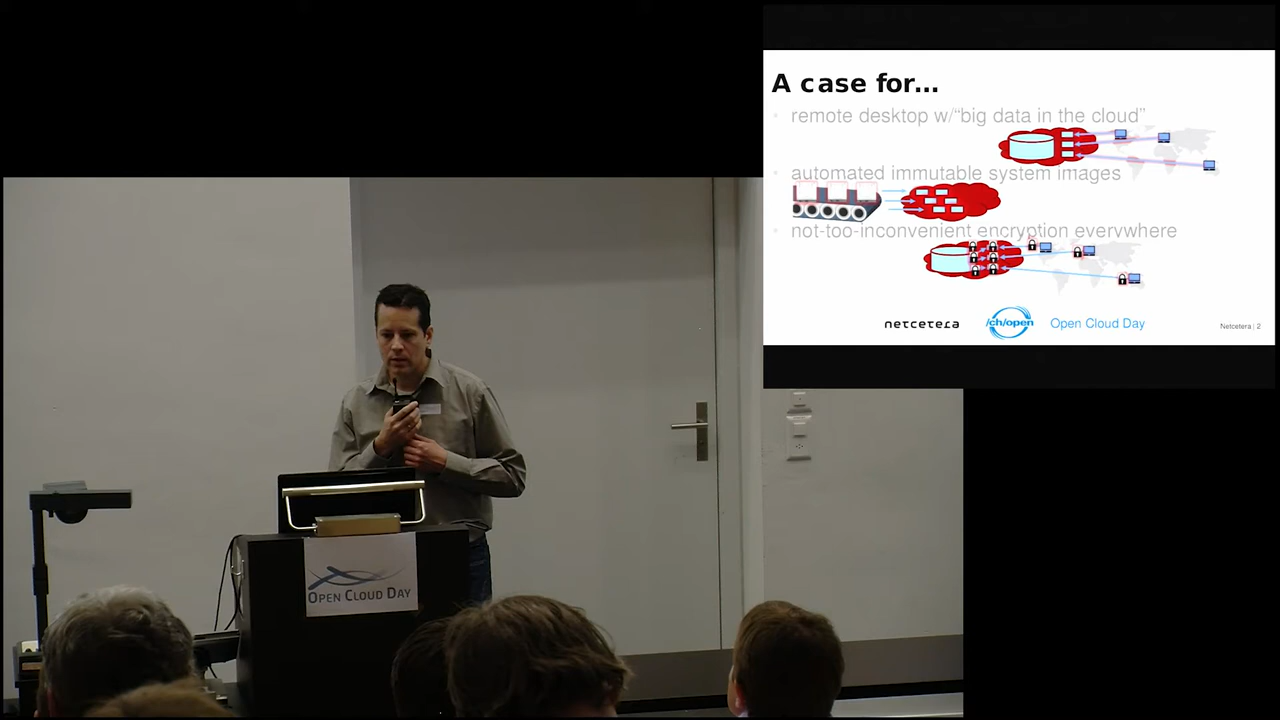 A case for...
remote desktop w/“big data in the cloud”
automated immutable system images
not-too-inconvenient encryption everywhere
netcetera
/ch/open
Open Cloud Day
Netcetera | 2
OPEN CLOUD DAY